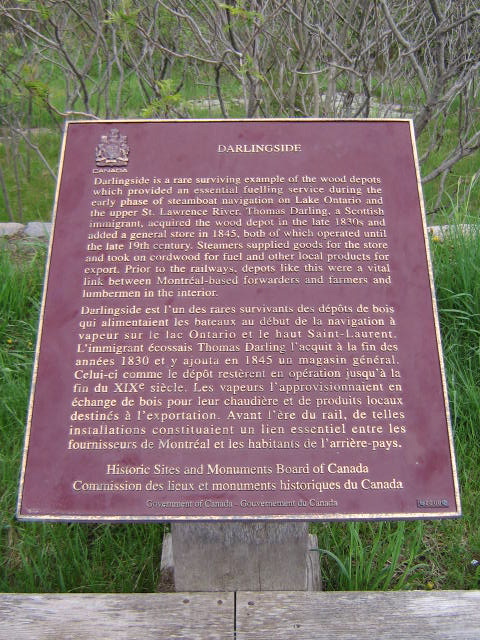 CANADA
DARLINGSIDE
Darlingside is a rare surviving example of the wood depots
which provided an essential fuelling service during the
early phase of steamboat navigation on Lake Ontario and
the upper St. Lawrence River. Thomas Darling, a Scottish
immigrant, acquired the wood depot in the late 1830s and
added a general store in 1845, both of which operated until
the late 19th century. Steamers supplied goods for the store
and took on cordwood for fuel and other local products for
export. Prior to the railways, depots like this were a vital
link between Montréal-based forwarders and farmers and
lumbermen in the interior.
Darlingside est l'un des rares survivants des dépôts de bois
qui alimentaient les bateaux au début de la navigation à
vapeur sur le lac Ontario et le haut Saint-Laurent.
L'immigrant écossais Thomas Darling l'acquit à la fin des
années 1830 et y ajouta en 1845 un magasin général.
Celui-ci comme le dépôt restèrent en opération jusqu'à la
fin du XIXe siècle. Les vapeurs l'approvisionnaient en
échange de bois pour leur chaudière et de produits locaux
destinés à l'exportation. Avant l'ère du rail, de telles
installations constituaient un lien essentiel entre les
fournisseurs de Montréal et les habitants de l'arrière-pays.
Historic Sites and Monuments Board of Canada
Commission des lieux et monuments historiques du Canada
Government of Canada - Gouvernement du Canada